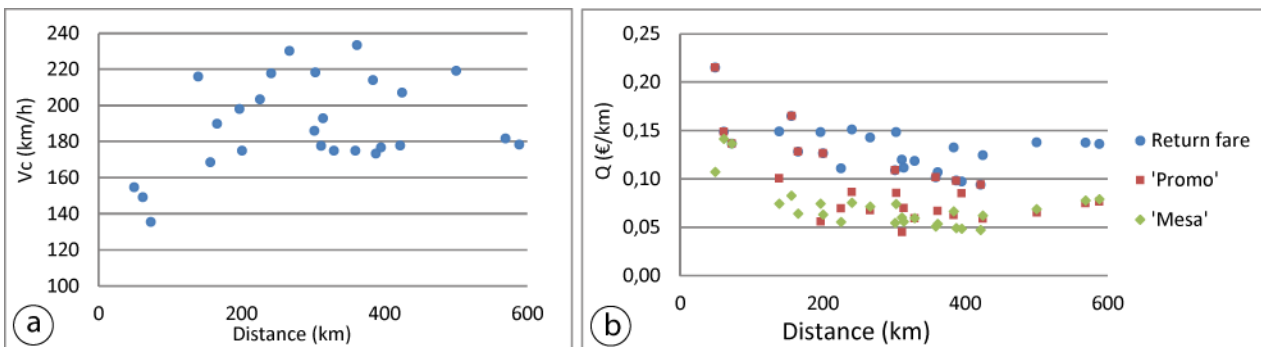 240
220
200
180
160
140
120
100
Vc (km/h)
0
200
400
600
Distance (km)
a
0,25
0,20
0,15
0,10
0,05
0,00
Q (€/km)
0
200
400
600
Distance (km)
Return fare
'Promo'
'Mesa'
b